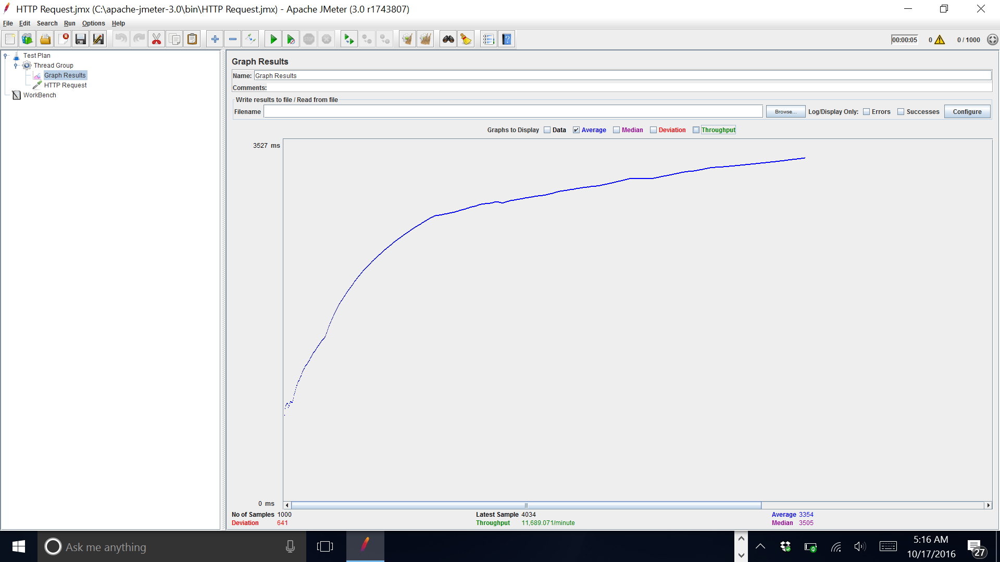 HTTP Request.jmx (C:\apache-jmeter-3.0\bin\HTTP Request.jmx) - Apache JMeter (3.0 r1743807)
File Edit Search Run Options Help
STOP
?
00:00:05 0 0 / 1000
Test Plan
Thread Group
Graph Results
HTTP Request
WorkBench
Graph Results
Name: Graph Results
Comments:
Write results to file / Read from file
Filename Browse... Log/Display Only: Errors Successes Configure
Graphs to Display Data Average Median Deviation Throughput
3527 ms
0 ms
No of Samples 1000 Latest Sample 4034 Average 3354
Deviation 641 Throughput 11,689.071/minute Median 3505
Ask me anything
5:16 AM
10/17/2016
27